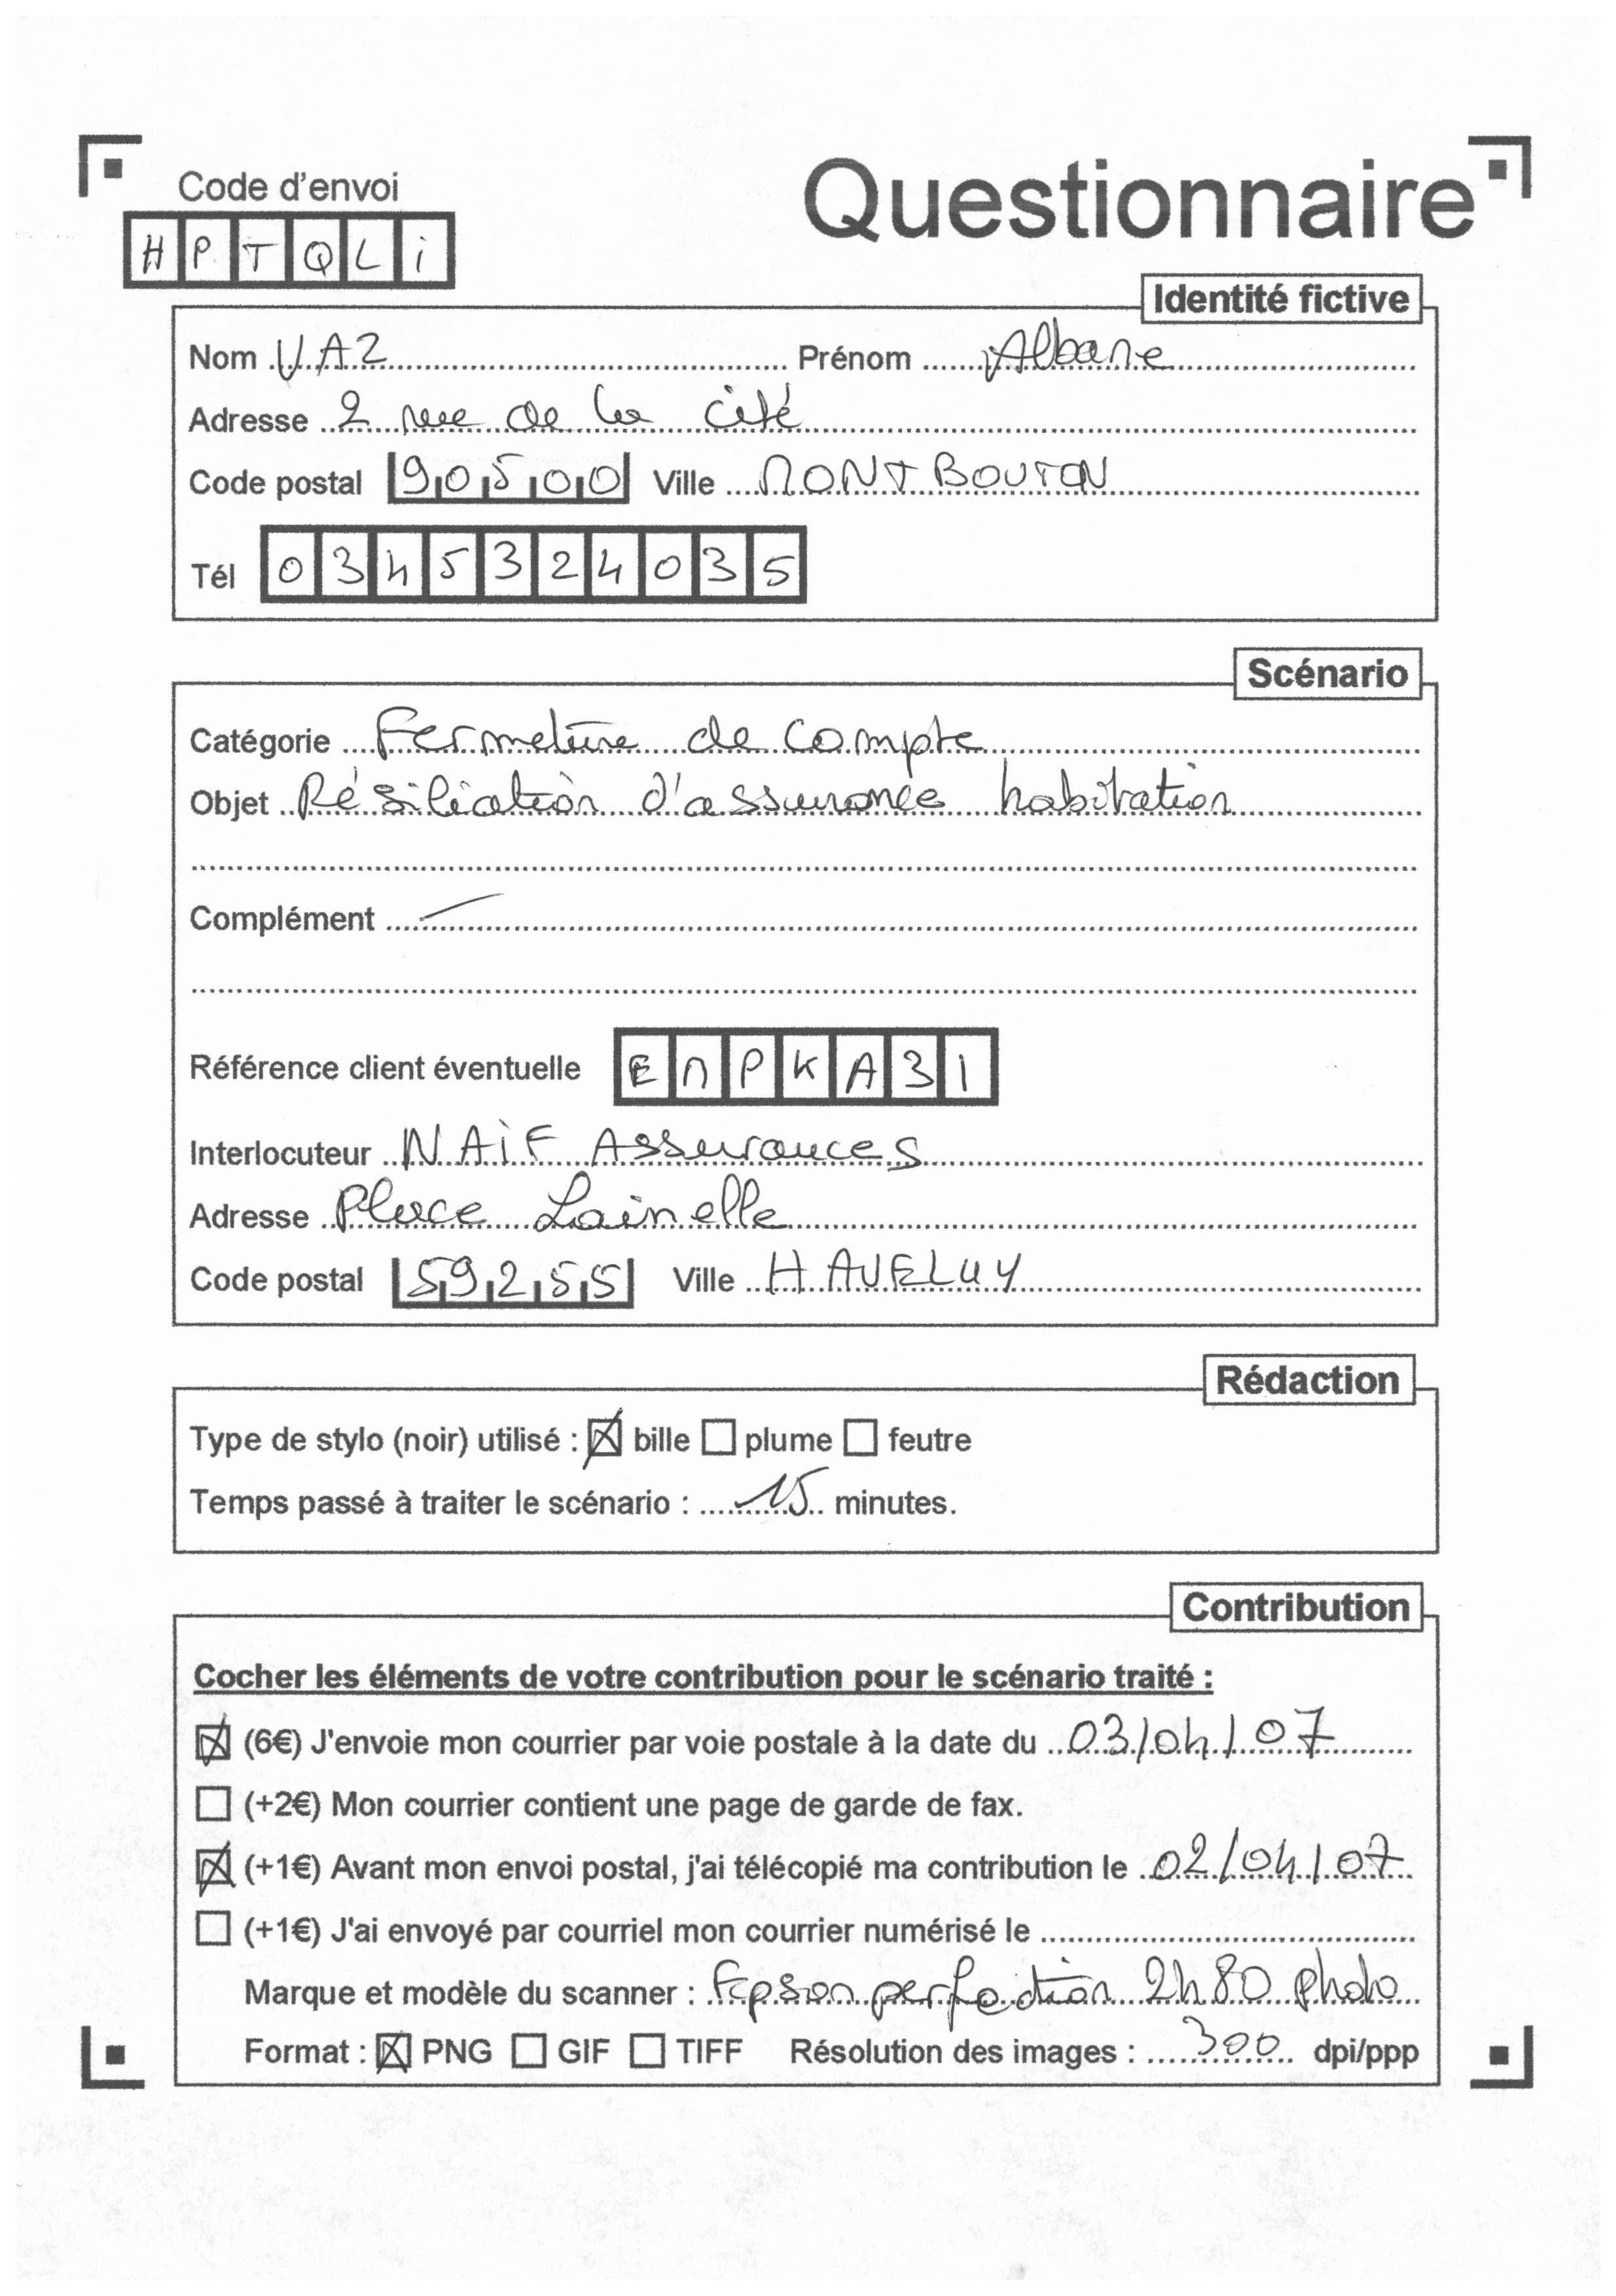 Code d'envoi
HPTQLi
Questionnaire
Identité fictive
Nom VAZ Prénom Albane
Adresse 2 rue de la cité
Code postal 90500 Ville MONTBOUTON
Tél 0345324035
Scénario
Catégorie Fermeture de compte
Objet Résiliation d'assurance habitation
Complément
Référence client éventuelle EMPKA31
Interlocuteur NAiF Assurances
Adresse Place Lainelle
Code postal 59255 Ville HAVELUY
Rédaction
Type de stylo (noir) utilisé : ☒ bille ☐ plume ☐ feutre
Temps passé à traiter le scénario : 15 minutes.
Contribution
Cocher les éléments de votre contribution pour le scénario traité :
☒ (6€) J'envoie mon courrier par voie postale à la date du 03/04/07
☐ (+2€) Mon courrier contient une page de garde de fax.
☒ (+1€) Avant mon envoi postal, j'ai télécopié ma contribution le 02/04/07
☐ (+1€) J'ai envoyé par courriel mon courrier numérisé le
Marque et modèle du scanner : Epson perfection 2480 photo
Format : ☒ PNG ☐ GIF ☐ TIFF Résolution des images : 300 dpi/ppp